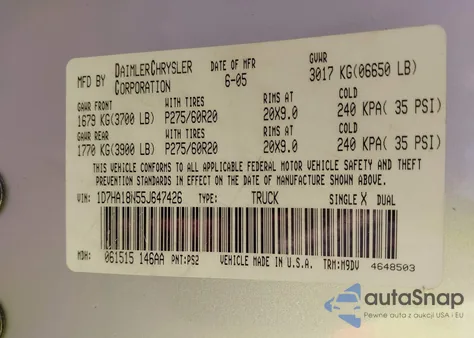 MFD BY DAIMLERCHRYSLER CORPORATION DATE OF MFR 6-05 GVWR 3017 KG(06650 LB)
GAWR FRONT WITH TIRES RIMS AT COLD
1679 KG(3700 LB) P275/60R20 20X9.0 240 KPA( 35 PSI)
GAWR REAR WITH TIRES RIMS AT COLD
1770 KG(3900 LB) P275/60R20 20X9.0 240 KPA( 35 PSI)
THIS VEHICLE CONFORMS TO ALL APPLICABLE FEDERAL MOTOR VEHICLE SAFETY AND THEFT
PREVENTION STANDARDS IN EFFECT ON THE DATE OF MANUFACTURE SHOWN ABOVE.
VIN: 1D7HA18N55J647426 TYPE: TRUCK SINGLE X DUAL
MDH: 061515 146AA PNT:PS2 VEHICLE MADE IN U.S.A. TRM:M9DV 4648503
autoSnap
Pewne auta z aukcji USA i EU